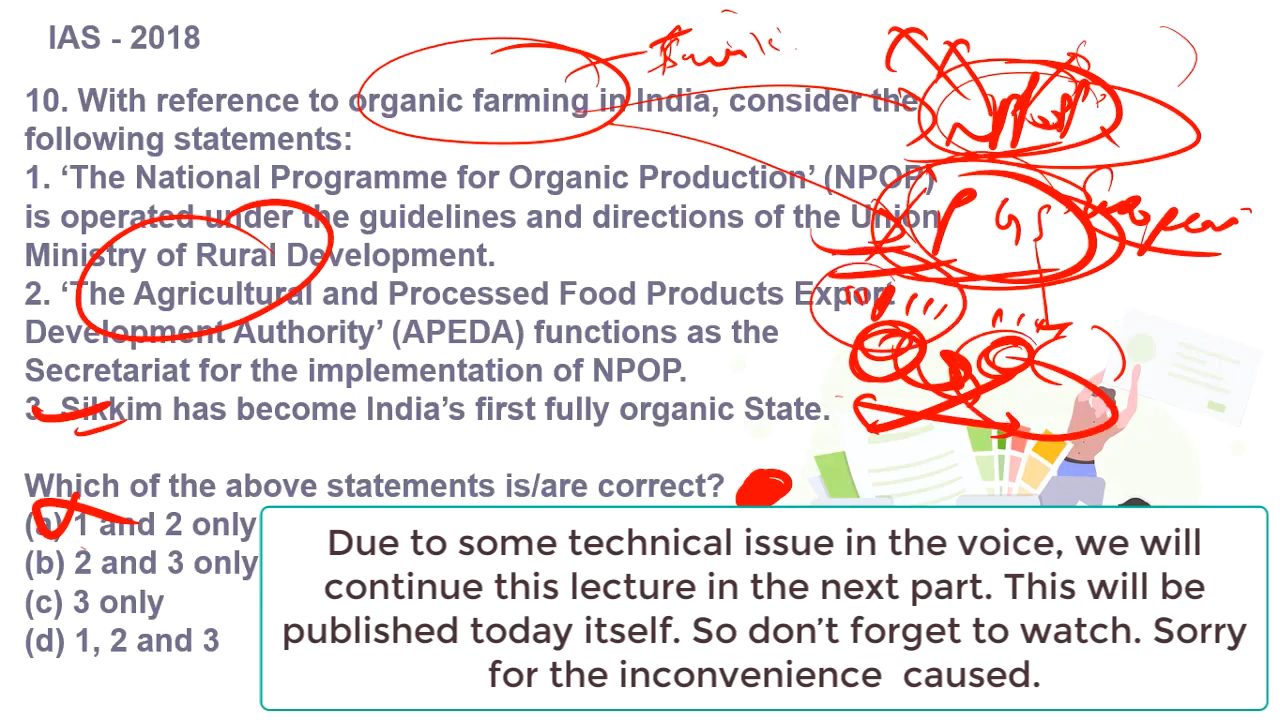 IAS - 2018
10. With reference to organic farming in India, consider the
following statements:
1. ‘The National Programme for Organic Production’ (NPOP)
is operated under the guidelines and directions of the Union
Ministry of Rural Development.
2. ‘The Agricultural and Processed Food Products Export
Development Authority’ (APEDA) functions as the
Secretariat for the implementation of NPOP.
3. Sikkim has become India’s first fully organic State.
Which of the above statements is/are correct?
(a) 1 and 2 only
(b) 2 and 3 only
(c) 3 only
(d) 1, 2 and 3
PGS
Due to some technical issue in the voice, we will
continue this lecture in the next part. This will be
published today itself. So don’t forget to watch. Sorry
for the inconvenience caused.